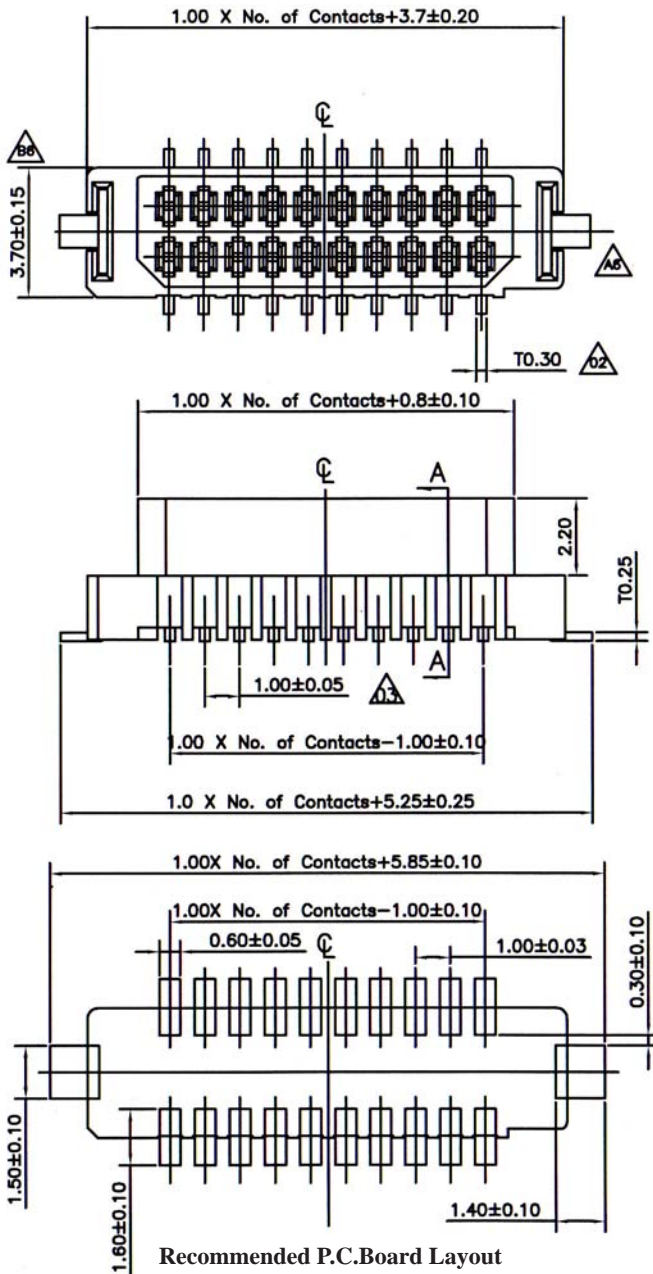 1.00 X No. of Contacts+3.7±0.20
℄
B6
3.70±0.15
A6
T0.30
02
1.00 X No. of Contacts+0.8±0.10
℄
A
2.20
T0.25
A
1.00±0.05
03
1.00 X No. of Contacts-1.00±0.10
1.0 X No. of Contacts+5.25±0.25
1.00X No. of Contacts+5.85±0.10
1.00X No. of Contacts-1.00±0.10
0.60±0.05
℄
1.00±0.03
0.30±0.10
1.50±0.10
1.60±0.10
1.40±0.10
Recommended P.C.Board Layout